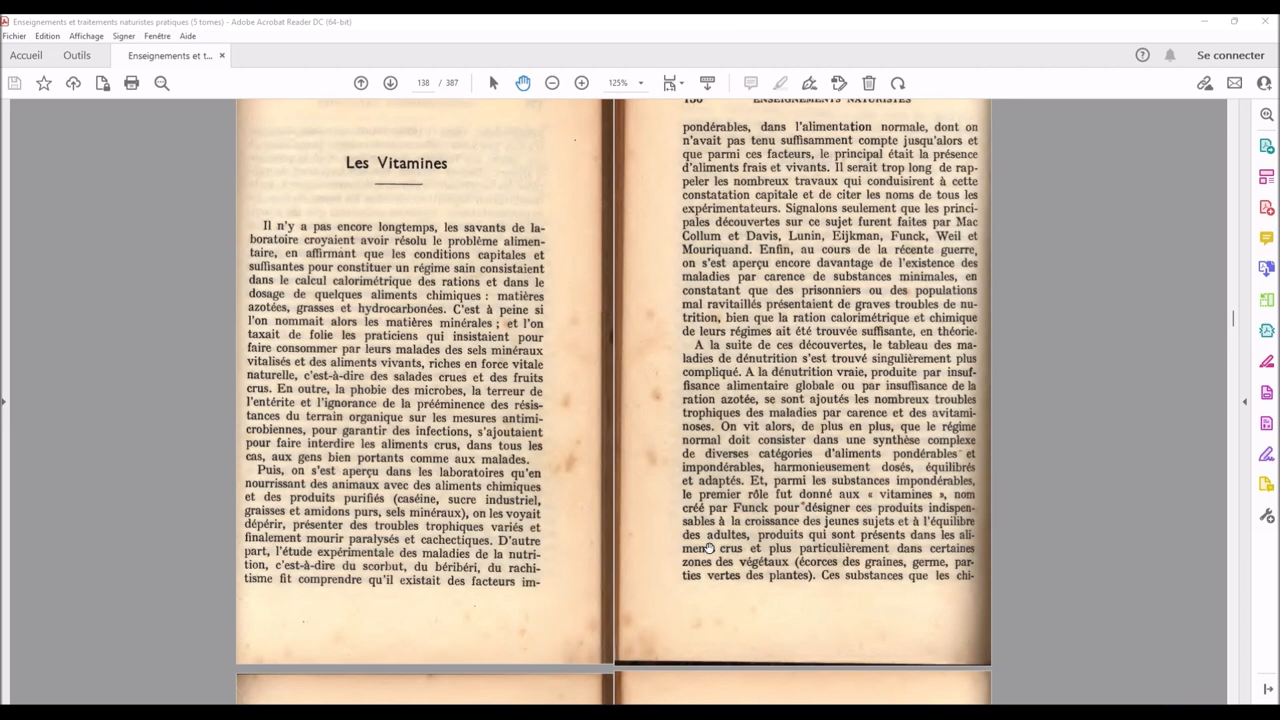 Enseignements et traitements naturistes pratiques (5 tomes) - Adobe Acrobat Reader DC (64-bit)
Fichier Edition Affichage Signer Fenêtre Aide
Accueil Outils Enseignements et t... × Se connecter
138 / 387 125%
Les Vitamines
Il n'y a pas encore longtemps, les savants de la-
boratoire croyaient avoir résolu le problème alimen-
taire, en affirmant que les conditions capitales et
suffisantes pour constituer un régime sain consistaient
dans le calcul calorimétrique des rations et dans le
dosage de quelques aliments chimiques : matières
azotées, grasses et hydrocarbonées. C'est à peine si
l'on nommait alors les matières minérales ; et l'on
taxait de folie les praticiens qui insistaient pour
faire consommer par leurs malades des sels minéraux
vitalisés et des aliments vivants, riches en force vitale
naturelle, c'est-à-dire des salades crues et des fruits
crus. En outre, la phobie des microbes, la terreur de
l'entérite et l'ignorance de la prééminence des résis-
tances du terrain organique sur les mesures antimi-
crobiennes, pour garantir des infections, s'ajoutaient
pour faire interdire les aliments crus, dans tous les
cas, aux gens bien portants comme aux malades.
Puis, on s'est aperçu dans les laboratoires qu'en
nourrissant des animaux avec des aliments chimiques
et des produits purifiés (caséine, sucre industriel,
graisses et amidons purs, sels minéraux), on les voyait
dépérir, présenter des troubles trophiques variés et
finalement mourir paralysés et cachectiques. D'autre
part, l'étude expérimentale des maladies de la nutri-
tion, c'est-à-dire du scorbut, du béribéri, du rachi-
tisme fit comprendre qu'il existait des facteurs im-
ENSEIGNEMENTS NATURISTES
pondérables, dans l'alimentation normale, dont on
n'avait pas tenu suffisamment compte jusqu'alors et
que parmi ces facteurs, le principal était la présence
d'aliments frais et vivants. Il serait trop long de rap-
peler les nombreux travaux qui conduisirent à cette
constatation capitale et de citer les noms de tous les
expérimentateurs. Signalons seulement que les princi-
pales découvertes sur ce sujet furent faites par Mac
Collum et Davis, Lunin, Eijkman, Funck, Weil et
Mouriquand. Enfin, au cours de la récente guerre,
on s'est aperçu encore davantage de l'existence des
maladies par carence de substances minimales, en
constatant que des prisonniers ou des populations
mal ravitaillés présentaient de graves troubles de nu-
trition, bien que la ration calorimétrique et chimique
de leurs régimes ait été trouvée suffisante, en théorie.
A la suite de ces découvertes, le tableau des ma-
ladies de dénutrition s'est trouvé singulièrement plus
compliqué. A la dénutrition vraie, produite par insuf-
fisance alimentaire globale ou par insuffisance de la
ration azotée, se sont ajoutés les nombreux troubles
trophiques des maladies par carence et des avitami-
noses. On vit alors, de plus en plus, que le régime
normal doit consister dans une synthèse complexe
de diverses catégories d'aliments pondérables et
impondérables, harmonieusement dosés, équilibrés
et adaptés. Et, parmi les substances impondérables,
le premier rôle fut donné aux « vitamines », nom
créé par Funck pour désigner ces produits indispen-
sables à la croissance des jeunes sujets et à l'équilibre
des adultes, produits qui sont présents dans les ali-
crus et plus particulièrement dans certaines
zones des végétaux (écorces des graines, germe, par-
ties vertes des plantes). Ces substances que les chi-